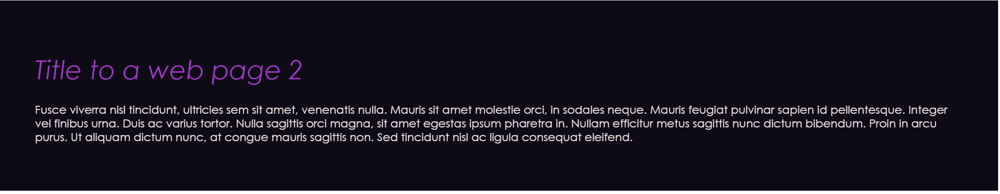 Title to a web page 2
Fusce viverra nisl tincidunt, ultricies sem sit amet, venenatis nulla. Mauris sit amet molestie orci, in sodales neque. Mauris feugiat pulvinar sapien id pellentesque. Integer
vel finibus urna. Duis ac varius tortor. Nulla sagittis orci magna, sit amet egestas ipsum pharetra in. Nullam efficitur metus sagittis nunc dictum bibendum. Proin in arcu
purus. Ut aliquam dictum nunc, at congue mauris sagittis non. Sed tincidunt nisl ac ligula consequat eleifend.